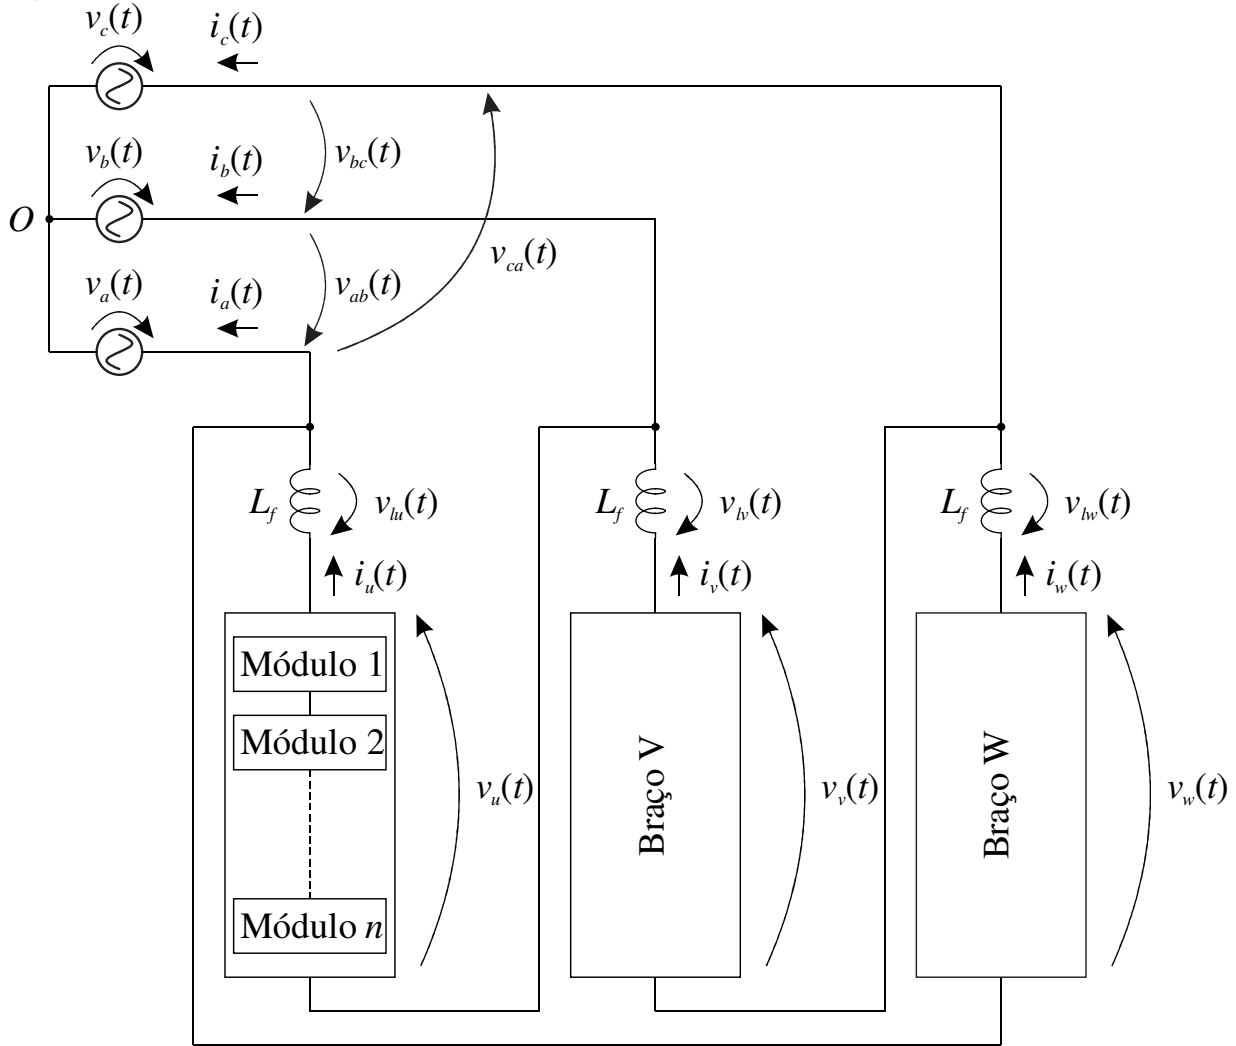 v_c(t)
i_c(t)
v_b(t)
i_b(t)
v_bc(t)
O
v_a(t)
i_a(t)
v_ab(t)
v_ca(t)
L_f
v_lu(t)
L_f
v_lv(t)
L_f
v_lw(t)
i_u(t)
i_v(t)
i_w(t)
Módulo 1
Módulo 2
Módulo n
v_u(t)
Braço V
v_v(t)
Braço W
v_w(t)